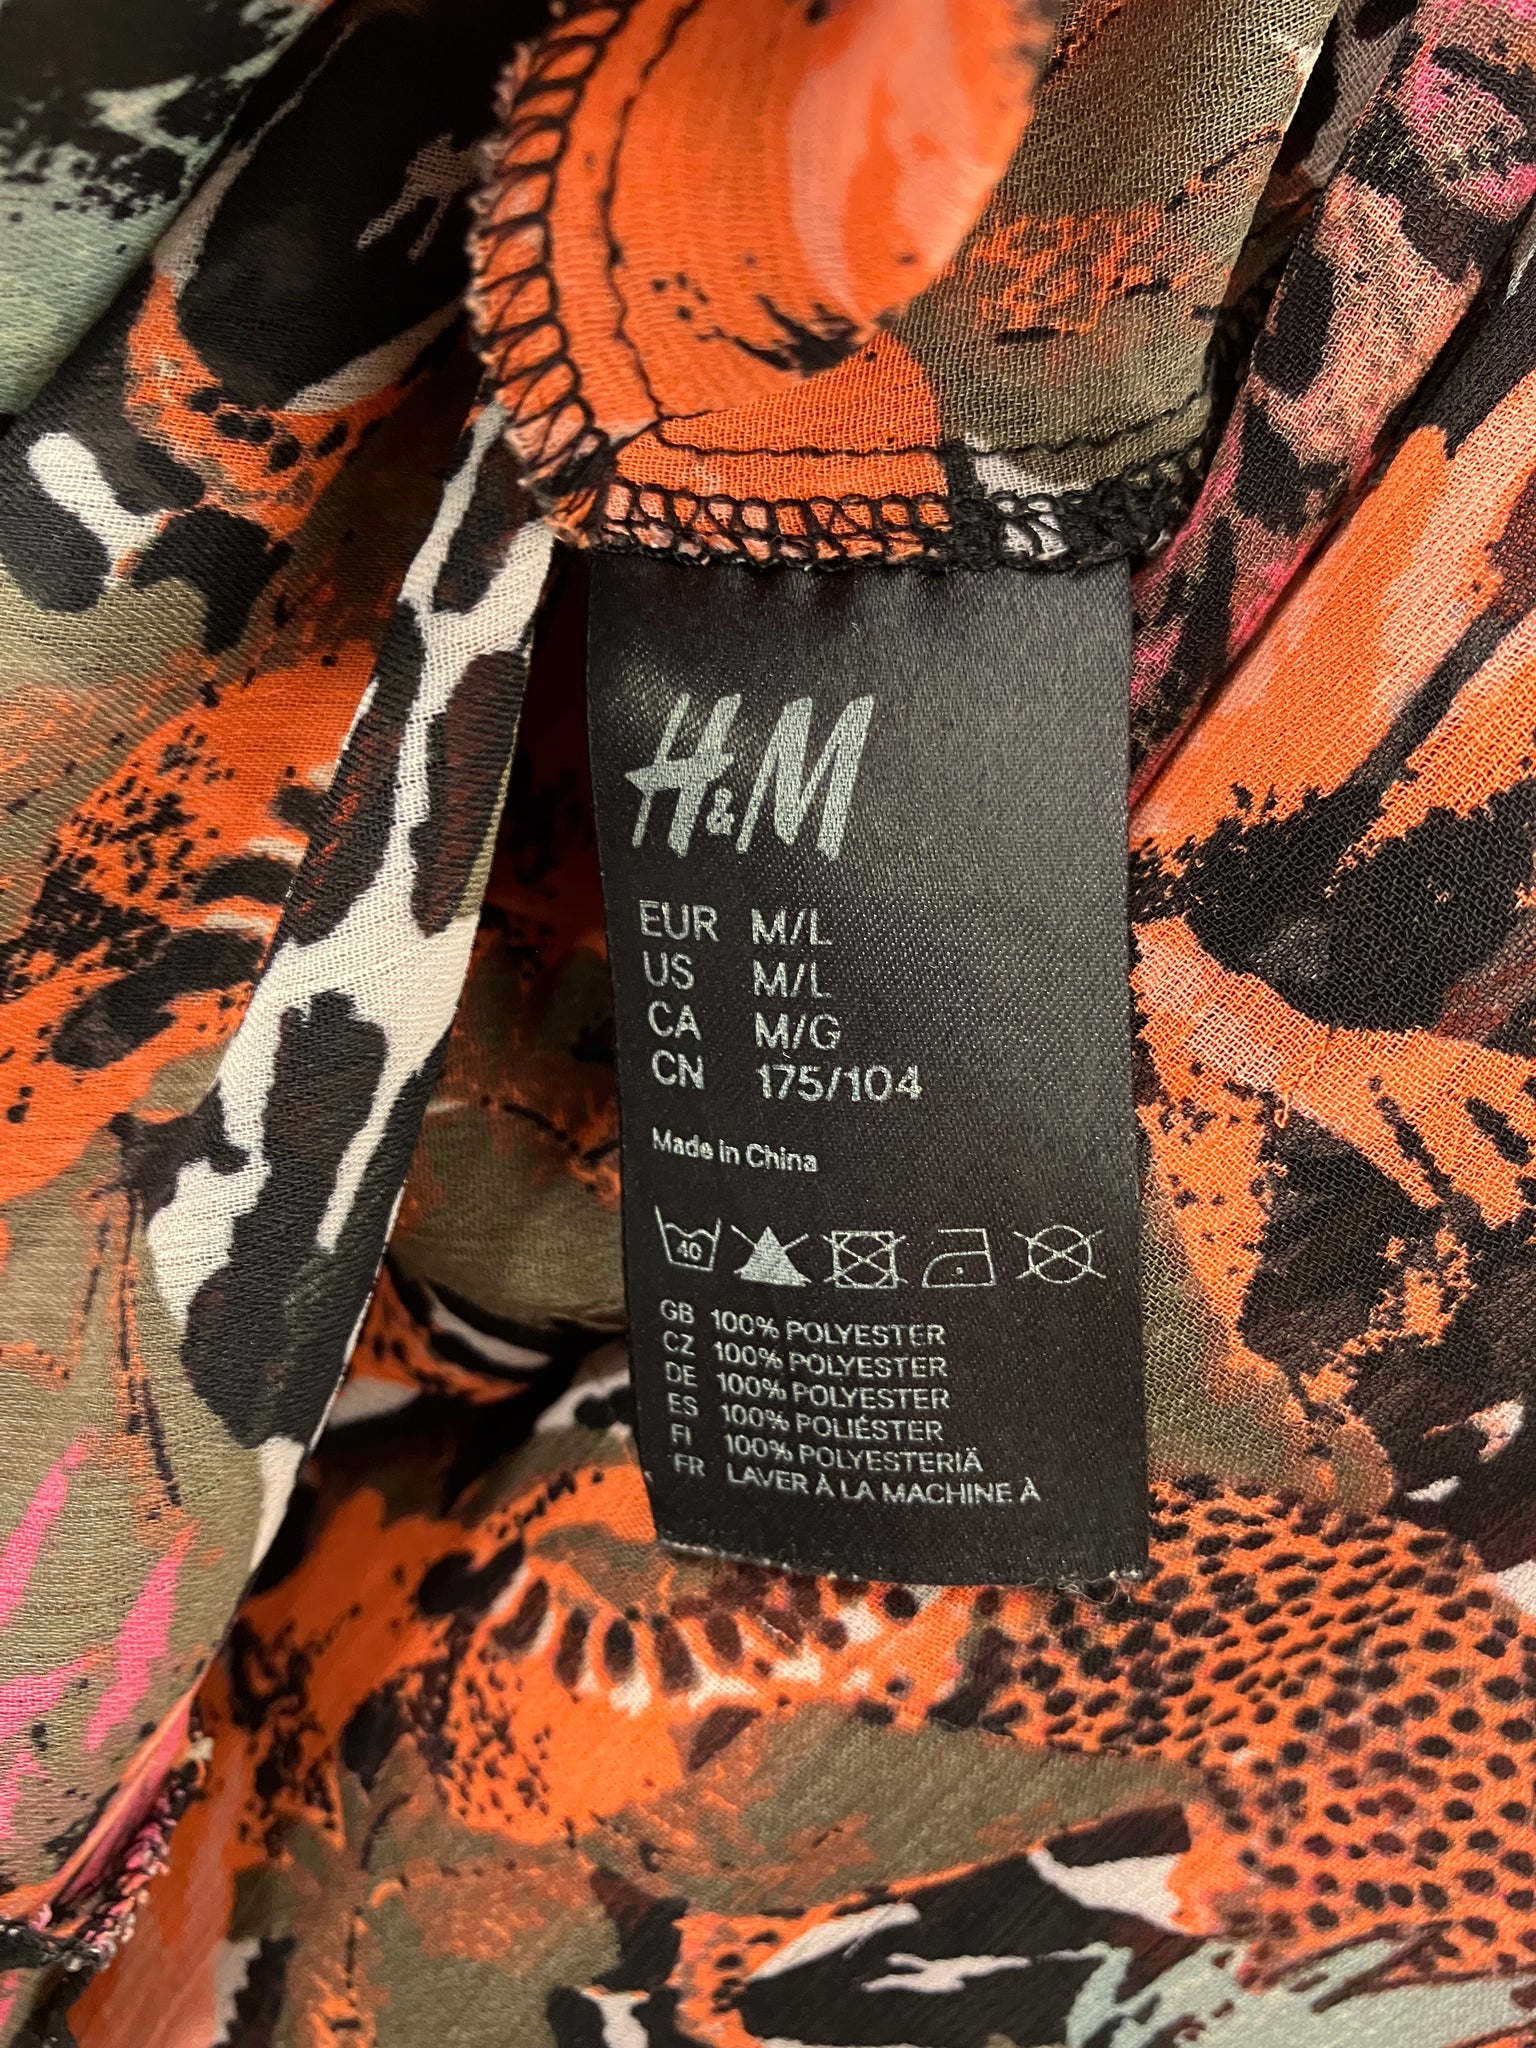 H&M
EUR M/L
US M/L
CA M/G
CN 175/104
Made in China
40
GB 100% POLYESTER
CZ 100% POLYESTER
DE 100% POLYESTER
ES 100% POLIÉSTER
FI 100% POLYESTERIÄ
FR LAVER À LA MACHINE À